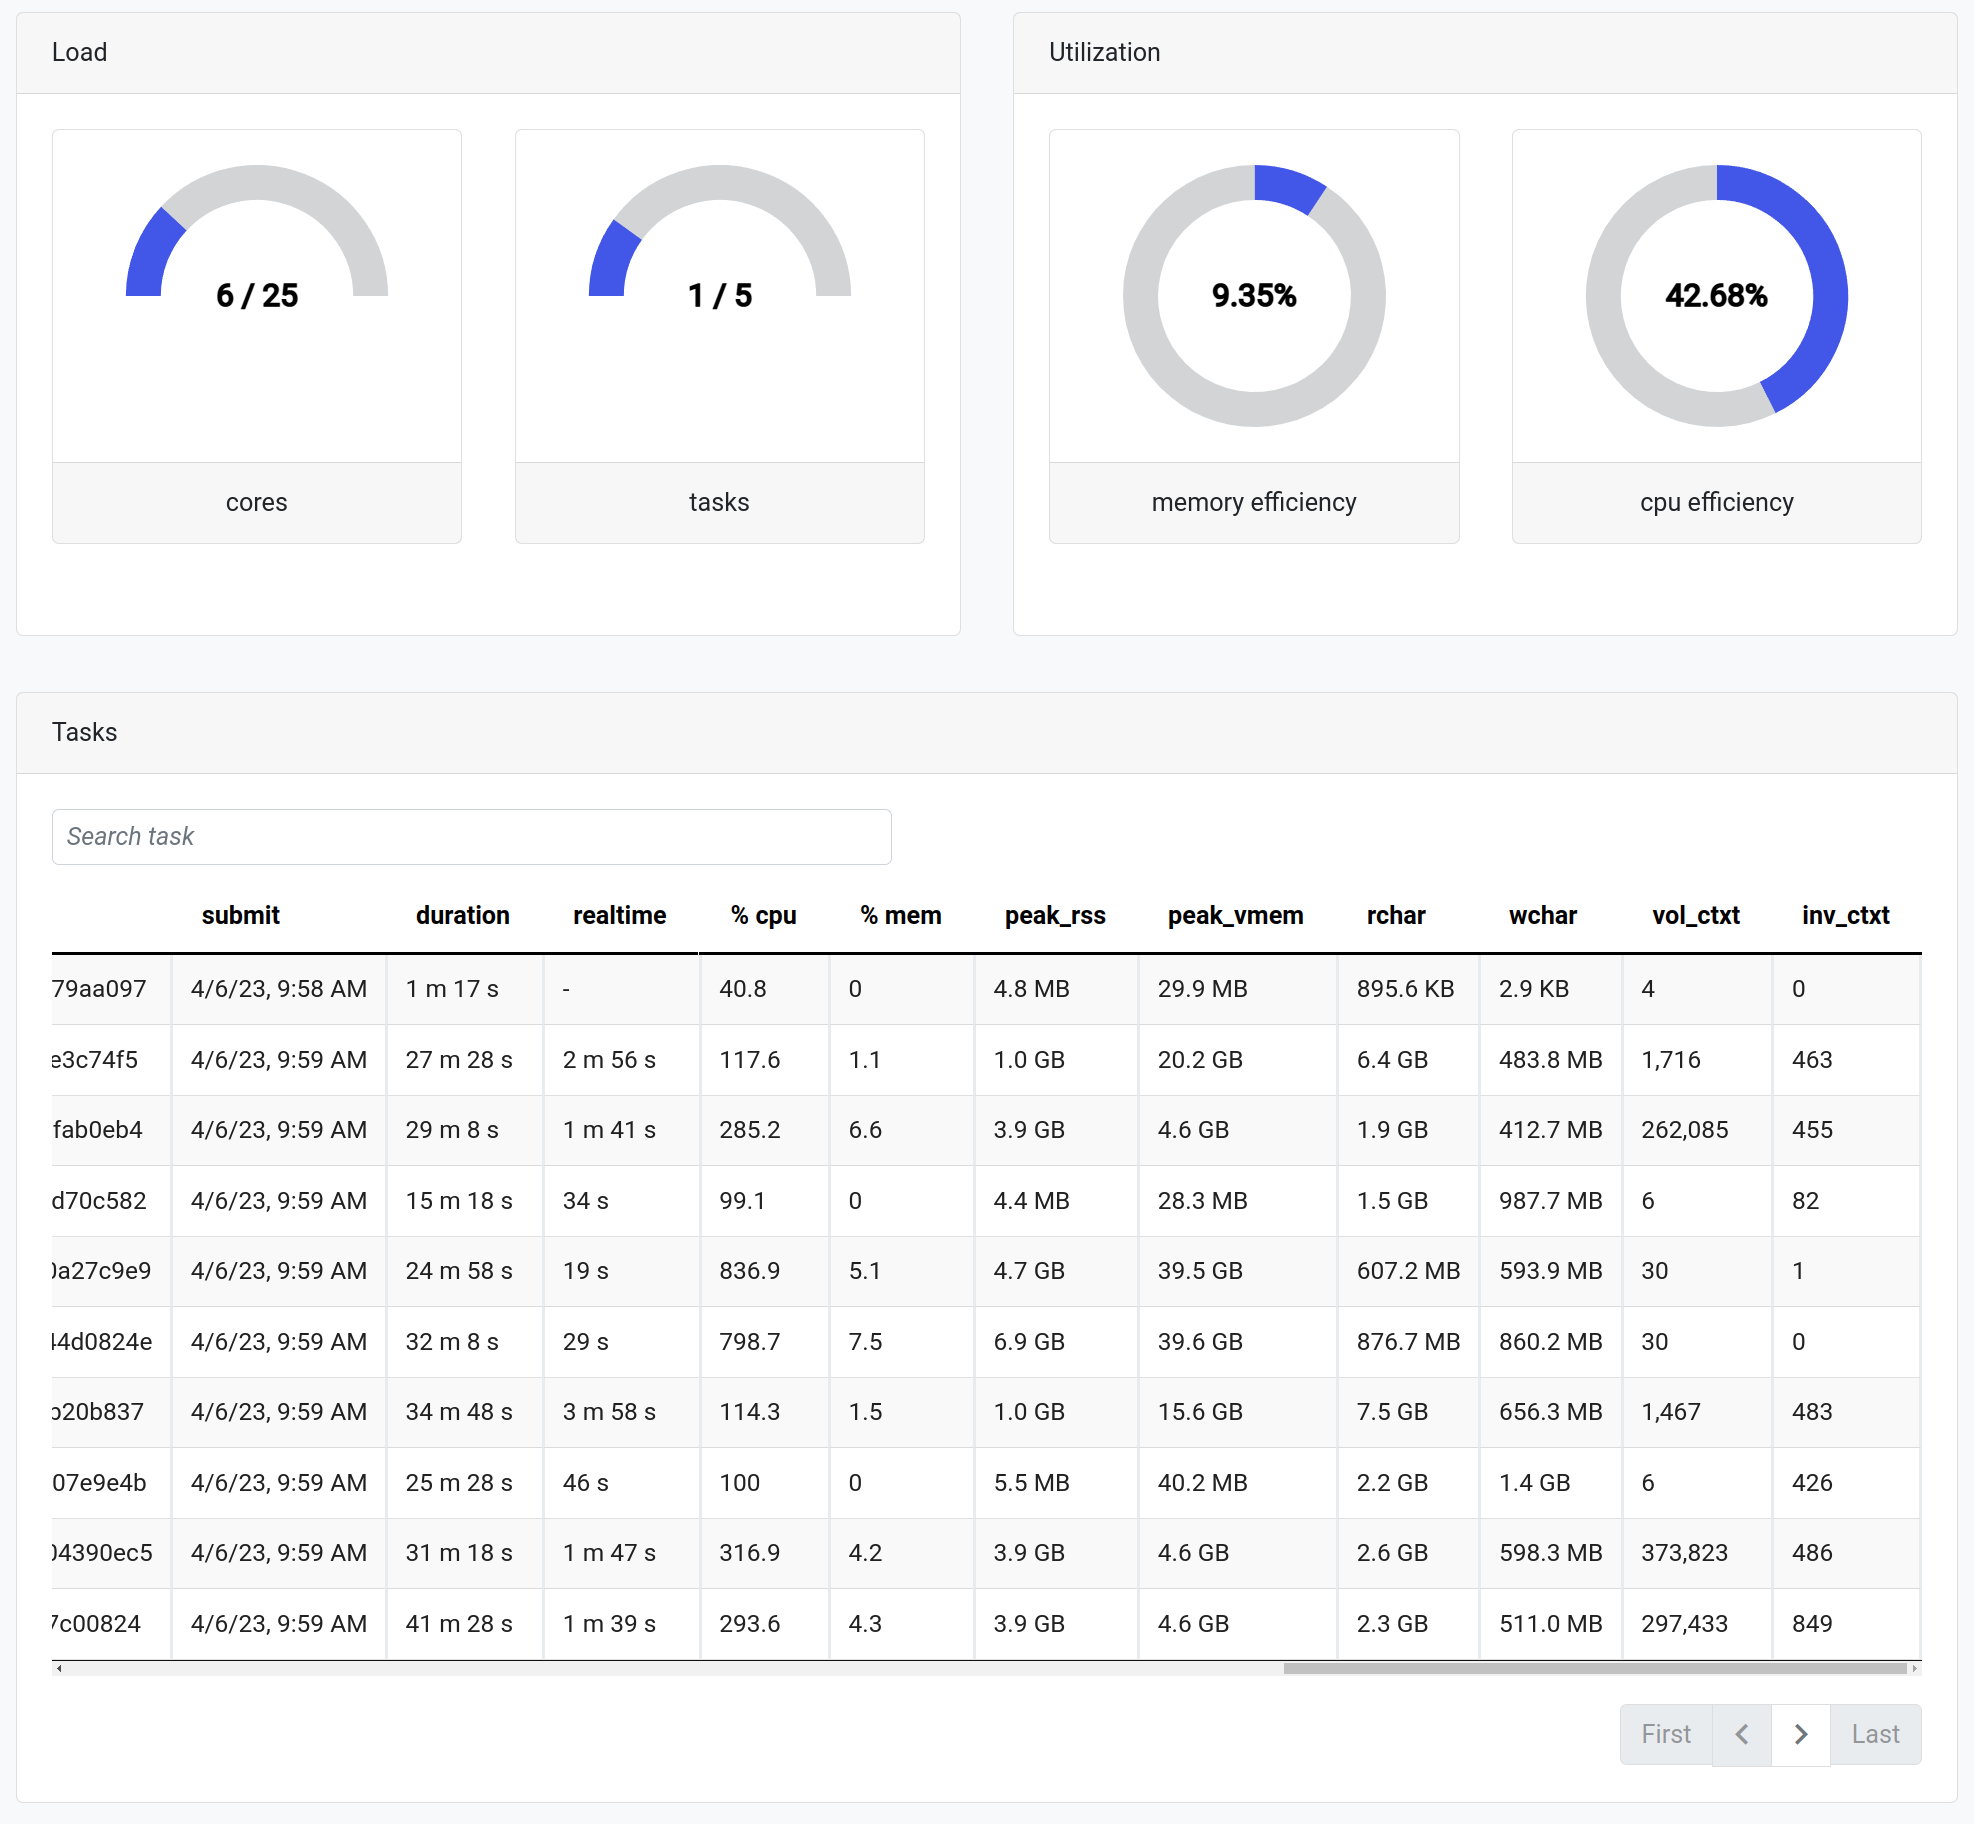 Load
Utilization
6 / 25
1 / 5
9.35%
42.68%
cores
tasks
memory efficiency
cpu efficiency
Tasks
Search task
submit duration realtime % cpu % mem peak_rss peak_vmem rchar wchar vol_ctxt inv_ctxt
79aa097 4/6/23, 9:58 AM 1 m 17 s - 40.8 0 4.8 MB 29.9 MB 895.6 KB 2.9 KB 4 0
e3c74f5 4/6/23, 9:59 AM 27 m 28 s 2 m 56 s 117.6 1.1 1.0 GB 20.2 GB 6.4 GB 483.8 MB 1,716 463
fab0eb4 4/6/23, 9:59 AM 29 m 8 s 1 m 41 s 285.2 6.6 3.9 GB 4.6 GB 1.9 GB 412.7 MB 262,085 455
d70c582 4/6/23, 9:59 AM 15 m 18 s 34 s 99.1 0 4.4 MB 28.3 MB 1.5 GB 987.7 MB 6 82
a27c9e9 4/6/23, 9:59 AM 24 m 58 s 19 s 836.9 5.1 4.7 GB 39.5 GB 607.2 MB 593.9 MB 30 1
4d0824e 4/6/23, 9:59 AM 32 m 8 s 29 s 798.7 7.5 6.9 GB 39.6 GB 876.7 MB 860.2 MB 30 0
b20b837 4/6/23, 9:59 AM 34 m 48 s 3 m 58 s 114.3 1.5 1.0 GB 15.6 GB 7.5 GB 656.3 MB 1,467 483
07e9e4b 4/6/23, 9:59 AM 25 m 28 s 46 s 100 0 5.5 MB 40.2 MB 2.2 GB 1.4 GB 6 426
04390ec5 4/6/23, 9:59 AM 31 m 18 s 1 m 47 s 316.9 4.2 3.9 GB 4.6 GB 2.6 GB 598.3 MB 373,823 486
7c00824 4/6/23, 9:59 AM 41 m 28 s 1 m 39 s 293.6 4.3 3.9 GB 4.6 GB 2.3 GB 511.0 MB 297,433 849
First Last